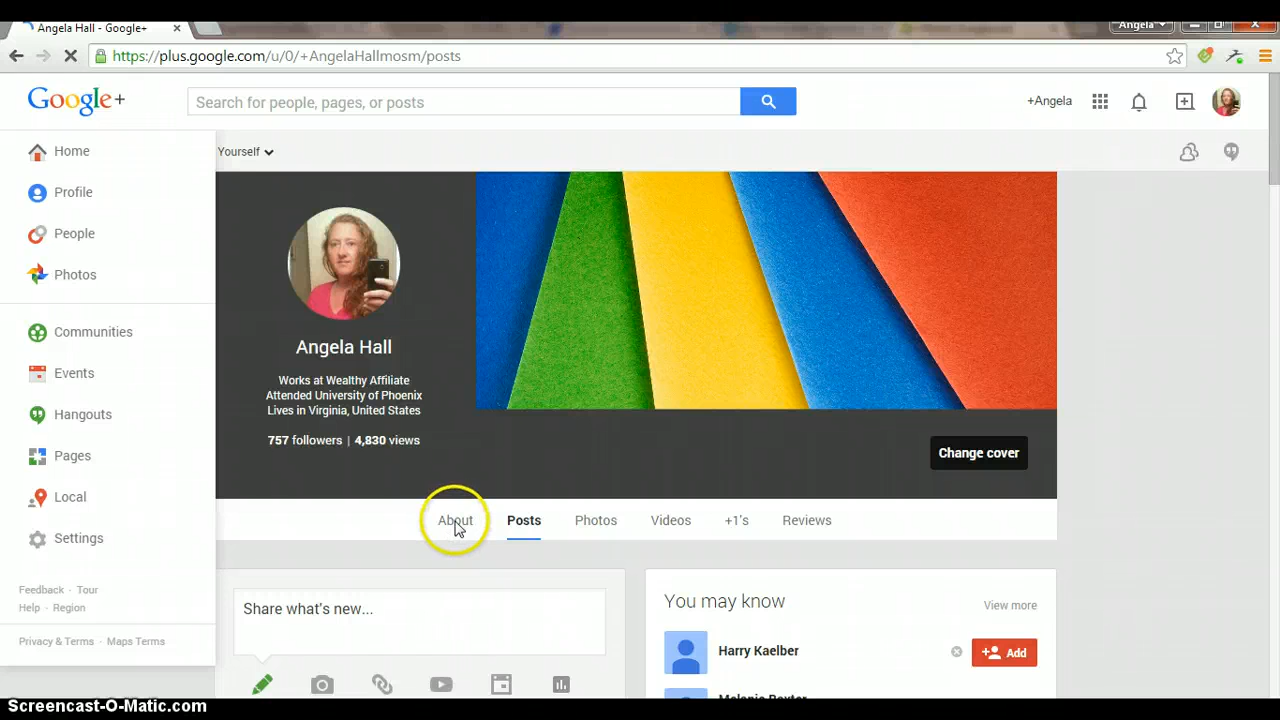 Angela Hall - Google+
Angela
https://plus.google.com/u/0/+AngelaHallmosm/posts
Google+
Search for people, pages, or posts
+Angela
Home
Yourself
Profile
People
Photos
Communities
Events
Hangouts
Pages
Local
Settings
Feedback · Tour
Help · Region
Privacy & Terms · Maps Terms
Angela Hall
Works at Wealthy Affiliate
Attended University of Phoenix
Lives in Virginia, United States
757 followers | 4,830 views
Change cover
About Posts Photos Videos +1's Reviews
Share what's new...
You may know View more
Harry Kaelber Add
Screencast-O-Matic.com